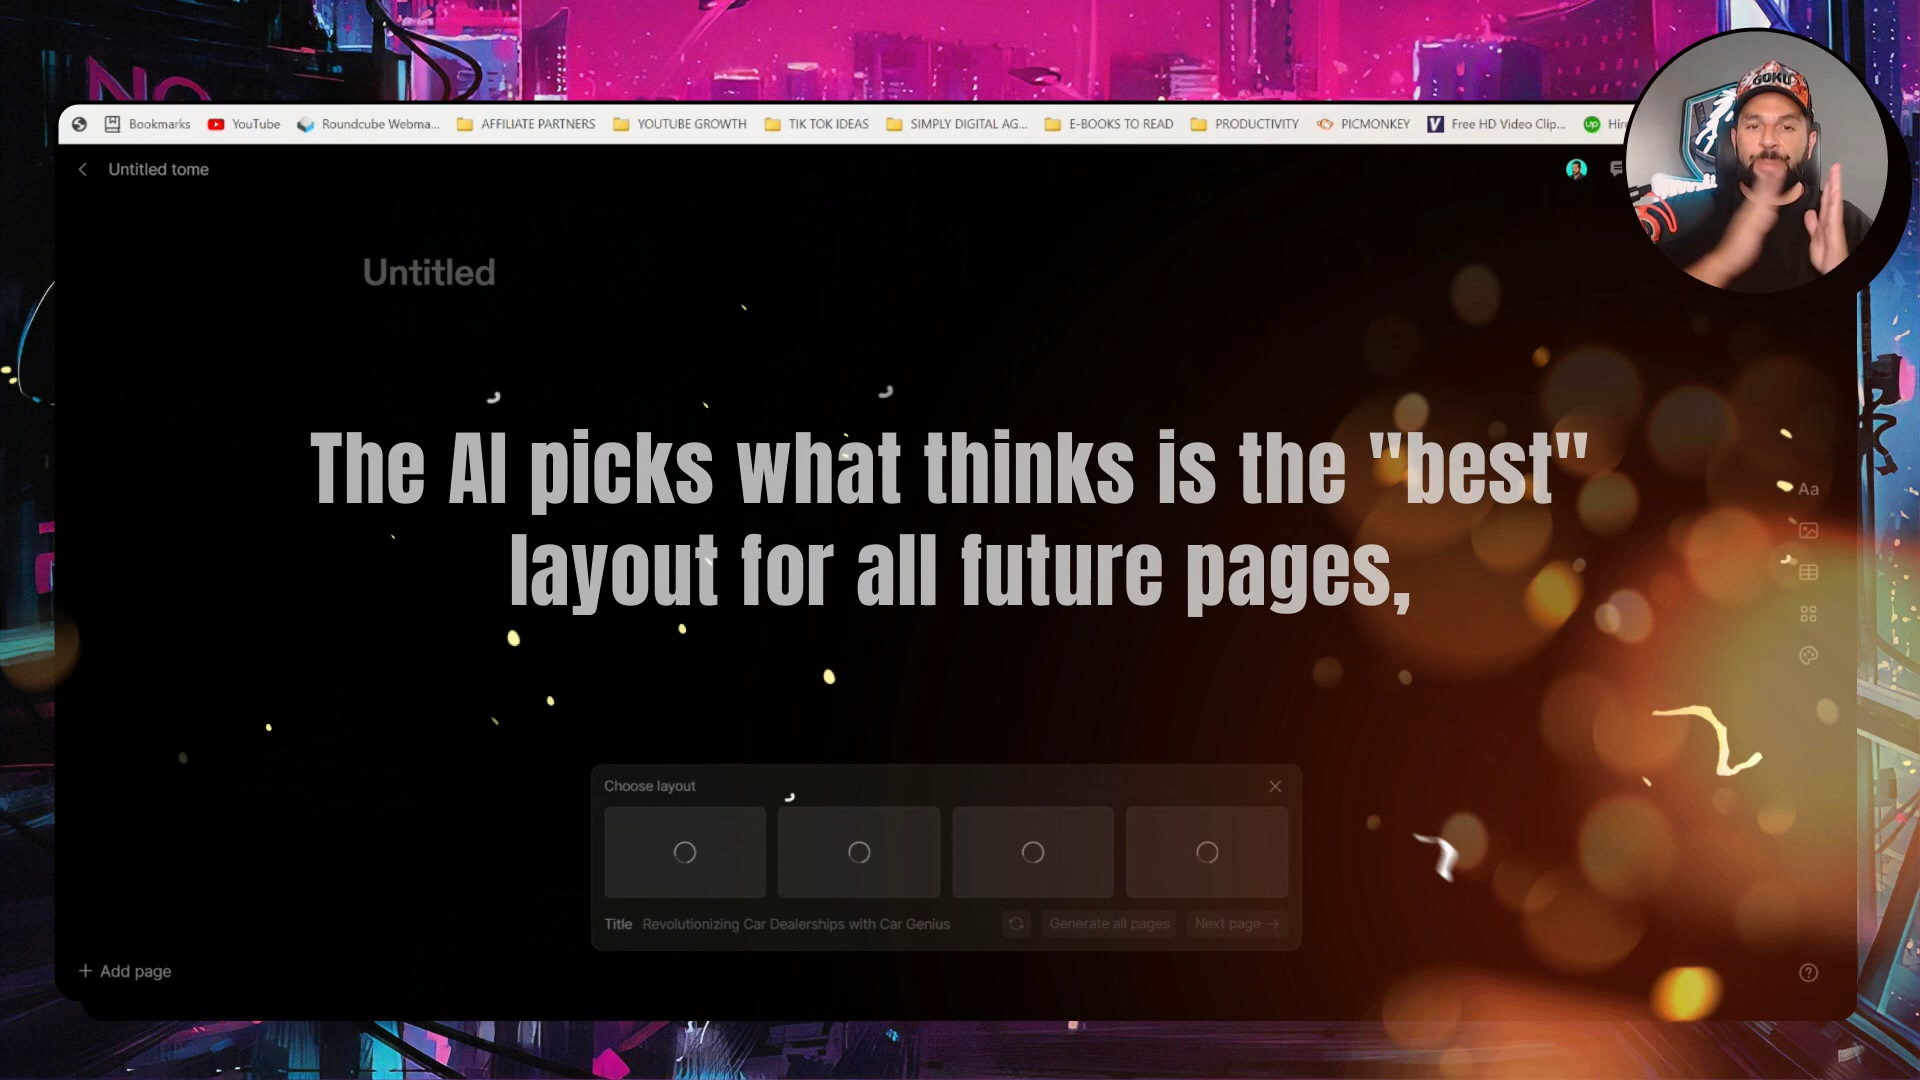 No
Bookmarks YouTube Roundcube Webma... AFFILIATE PARTNERS YOUTUBE GROWTH TIK TOK IDEAS SIMPLY DIGITAL AG... E-BOOKS TO READ PRODUCTIVITY PICMONKEY Free HD Video Clip... up
GOKU
Untitled tome
Untitled
The AI picks what thinks is the "best"
layout for all future pages,
Aa
Choose layout
Title Revolutionizing Car Dealerships with Car Genius Generate all pages Next page →
+ Add page